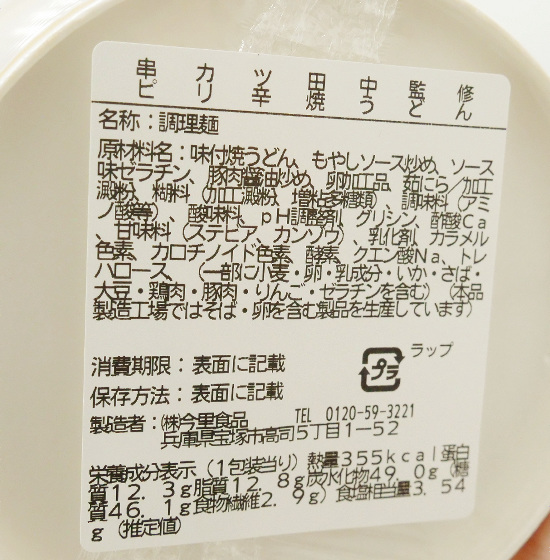 串カツ田中監修
ピリ辛焼うどん
名称：調理麺
原材料名：味付焼うどん、もやしソース炒め、ソース
味ゼラチン、豚肉醤油炒め、卵加工品、茹にら／加工
澱粉、糊料（加工澱粉、増粘多糖類）、調味料（アミ
ノ酸等）、酸味料、ｐＨ調整剤、グリシン、酢酸Ｃａ
、甘味料（ステビア、カンゾウ）、乳化剤、カラメル
色素、カロチノイド色素、酵素、クエン酸Ｎａ、トレ
ハロース、（一部に小麦・卵・乳成分・いか・さば・
大豆・鶏肉・豚肉・りんご・ゼラチンを含む）（本品
製造工場ではそば・卵を含む製品を生産しています）
消費期限：表面に記載
保存方法：表面に記載
プラ
ラップ
製造者：㈱今里食品 TEL 0120-59-3221
兵庫県宝塚市高司５丁目１－５２
栄養成分表示（１包装当り）熱量３５５ｋｃａｌ蛋白
質１２．３ｇ脂質１２．８ｇ炭水化物４９．０ｇ（糖
質４６．１ｇ食物繊維２．９ｇ）食塩相当量３．５４
ｇ（推定値）